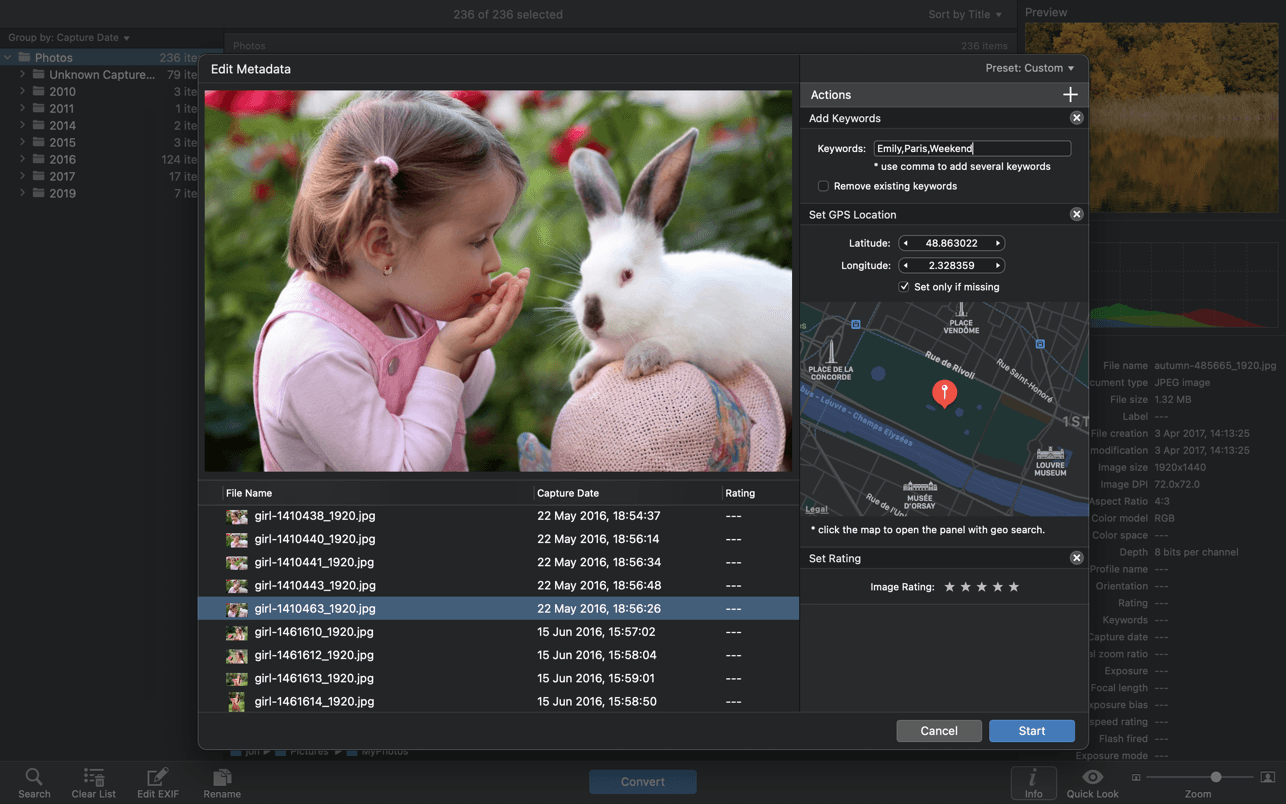 236 of 236 selected
Sort by Title
Preview
Group by: Capture Date
Photos 236 ite
Unknown Capture... 79 ite
2010 3 ite
2011 1 ite
2014 2 ite
2015 3 ite
2016 124 ite
2017 17 ite
2019 7 ite
Photos 236 items
Edit Metadata
Preset: Custom
Actions
Add Keywords
Keywords: Emily,Paris,Weekend
* use comma to add several keywords
Remove existing keywords
Set GPS Location
Latitude: 48.863022
Longitude: 2.328359
Set only if missing
PLACE
VENDÔME
PLACE DE LA
CONCORDE
Rue de Rivoli
Rue Saint-Honoré
bus - Louvre - Champs Elysées
1ST
LOUVRE
MUSEUM
MUSÉE
D'ORSAY
Rue de l'Un
Legal
* click the map to open the panel with geo search.
Set Rating
Image Rating:
File Name Capture Date Rating
girl-1410438_1920.jpg 22 May 2016, 18:54:37 ---
girl-1410440_1920.jpg 22 May 2016, 18:56:14 ---
girl-1410441_1920.jpg 22 May 2016, 18:56:34 ---
girl-1410443_1920.jpg 22 May 2016, 18:56:48 ---
girl-1410463_1920.jpg 22 May 2016, 18:56:26 ---
girl-1461610_1920.jpg 15 Jun 2016, 15:57:02 ---
girl-1461612_1920.jpg 15 Jun 2016, 15:58:04 ---
girl-1461613_1920.jpg 15 Jun 2016, 15:59:01 ---
girl-1461614_1920.jpg 15 Jun 2016, 15:58:50 ---
Cancel
Start
File name autumn-485665_1920.jpg
cument type JPEG image
File size 1.32 MB
Label ---
File creation 3 Apr 2017, 14:13:25
modification 3 Apr 2017, 14:13:25
Image size 1920x1440
Image DPI 72.0x72.0
Aspect Ratio 4:3
Color model RGB
Color space ---
Depth 8 bits per channel
Profile name ---
Orientation ---
Rating ---
Keywords ---
Capture date ---
al zoom ratio ---
Exposure ---
Focal length ---
xposure bias ---
speed rating ---
Flash fired ---
Exposure mode ---
jon Pictures MyPhotos
Search
Clear List
Edit EXIF
Rename
Convert
Info
Quick Look
Zoom